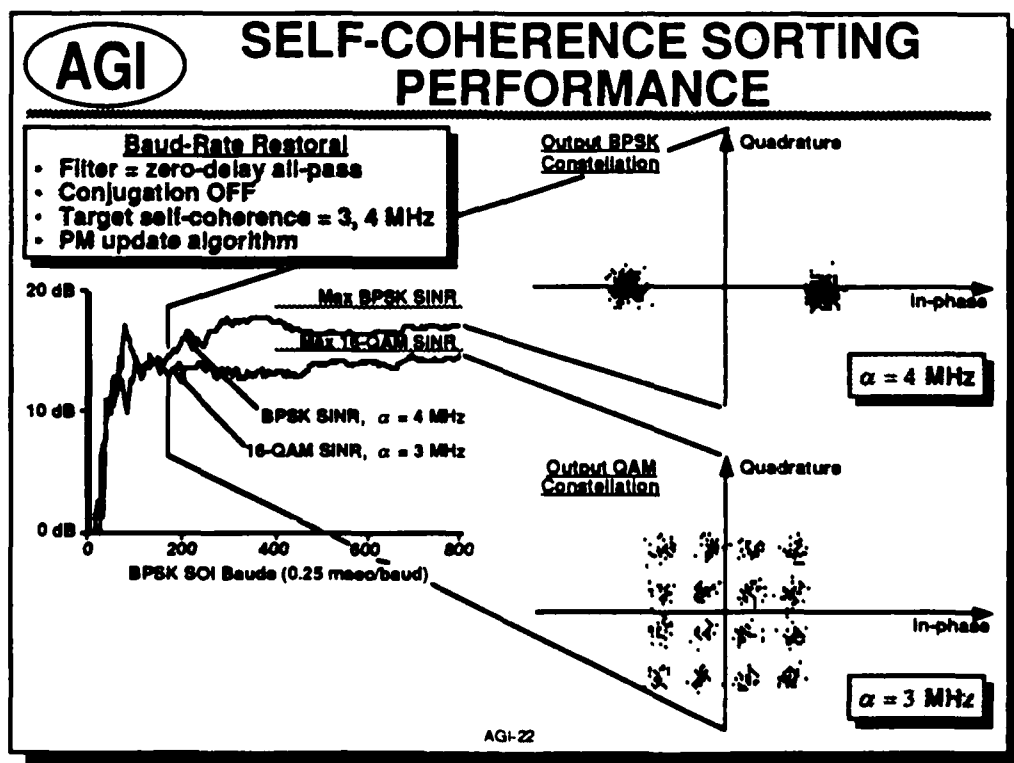 AGI
SELF-COHERENCE SORTING
PERFORMANCE
Baud-Rate Restoral
• Filter = zero-delay all-pass
• Conjugation OFF
• Target self-coherence = 3, 4 MHz
• PM update algorithm
Output BPSK
Constellation
Quadrature
In-phase
α = 4 MHz
20 dB
10 dB
0 dB
Max BPSK SINR
Max 16-QAM SINR
BPSK SINR, α = 4 MHz
16-QAM SINR, α = 3 MHz
0 200 400 600 800
BPSK SOI Bauds (0.25 msec/baud)
Output QAM
Constellation
Quadrature
In-phase
α = 3 MHz
AGI-22